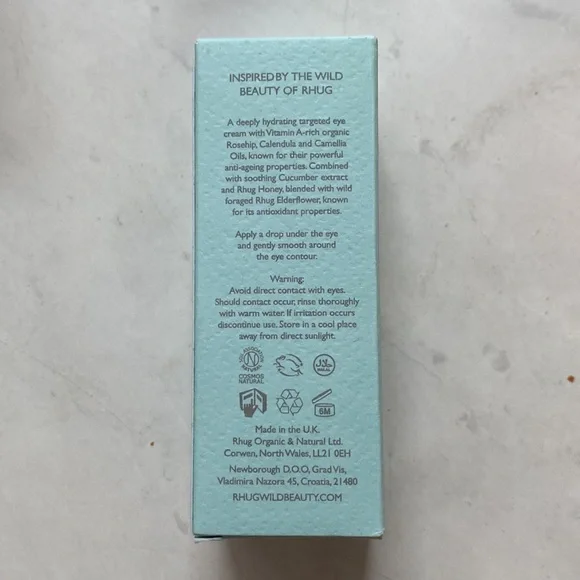 INSPIRED BY THE WILD
BEAUTY OF RHUG
A deeply hydrating targeted eye
cream with Vitamin A-rich organic
Rosehip, Calendula and Camellia
Oils, known for their powerful
anti-ageing properties. Combined
with soothing Cucumber extract
and Rhug Honey, blended with wild
foraged Rhug Elderflower, known
for its antioxidant properties.
Apply a drop under the eye
and gently smooth around
the eye contour.
Warning:
Avoid direct contact with eyes.
Should contact occur, rinse thoroughly
with warm water. If irritation occurs
discontinue use. Store in a cool place
away from direct sunlight.
COSMOS
NATURAL
6M
Made in the U.K.
Rhug Organic & Natural Ltd.
Corwen, North Wales, LL21 0EH
Newborough D.O.O, Grad Vis,
Vladimira Nazora 45, Croatia, 21480
RHUGWILDBEAUTY.COM